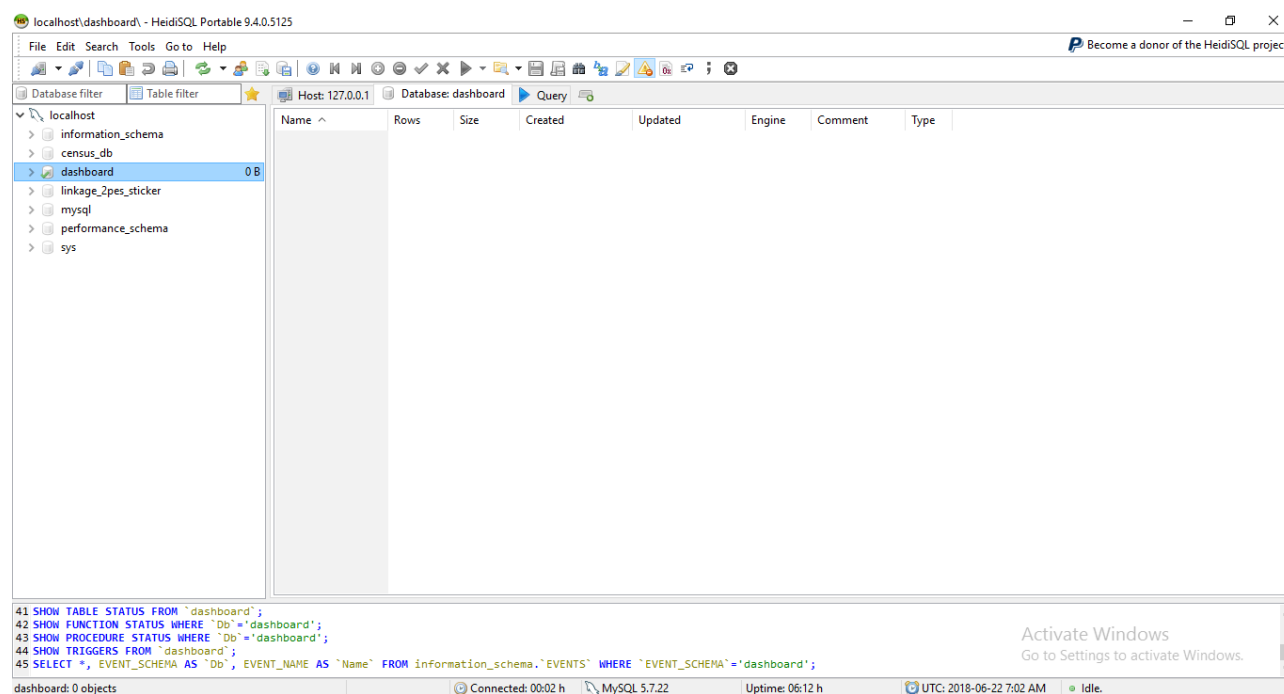 localhost\dashboard\ - HeidiSQL Portable 9.4.0.5125
File Edit Search Tools Go to Help
Become a donor of the HeidiSQL projec
Database filter Table filter Host: 127.0.0.1 Database: dashboard Query
localhost
information_schema
census_db
dashboard 0 B
linkage_2pes_sticker
mysql
performance_schema
sys
Name Rows Size Created Updated Engine Comment Type
41 SHOW TABLE STATUS FROM `dashboard`;
42 SHOW FUNCTION STATUS WHERE `Db`='dashboard';
43 SHOW PROCEDURE STATUS WHERE `Db`='dashboard';
44 SHOW TRIGGERS FROM `dashboard`;
45 SELECT *, EVENT_SCHEMA AS `Db`, EVENT_NAME AS `Name` FROM information_schema.`EVENTS` WHERE `EVENT_SCHEMA`='dashboard';
Activate Windows
Go to Settings to activate Windows.
dashboard: 0 objects Connected: 00:02 h MySQL 5.7.22 Uptime: 06:12 h UTC: 2018-06-22 7:02 AM Idle.